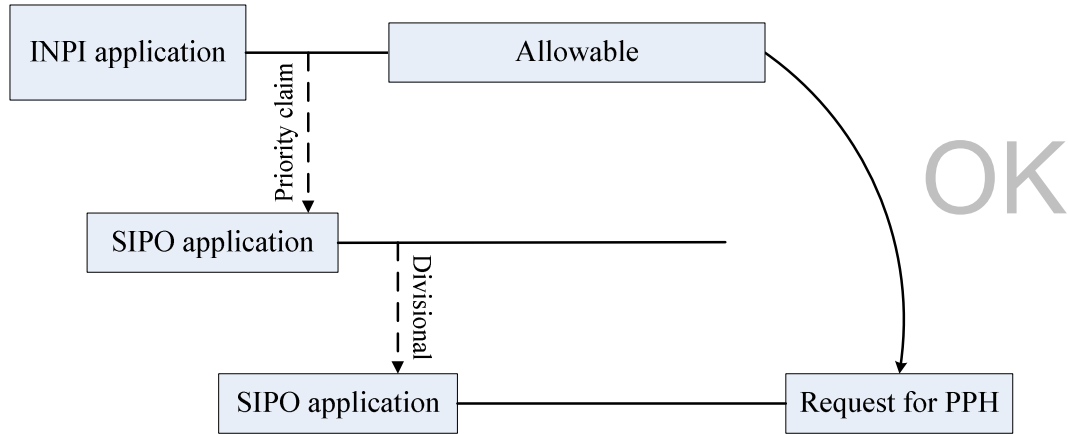 INPI application
Allowable
Priority claim
OK
SIPO application
Divisional
SIPO application
Request for PPH